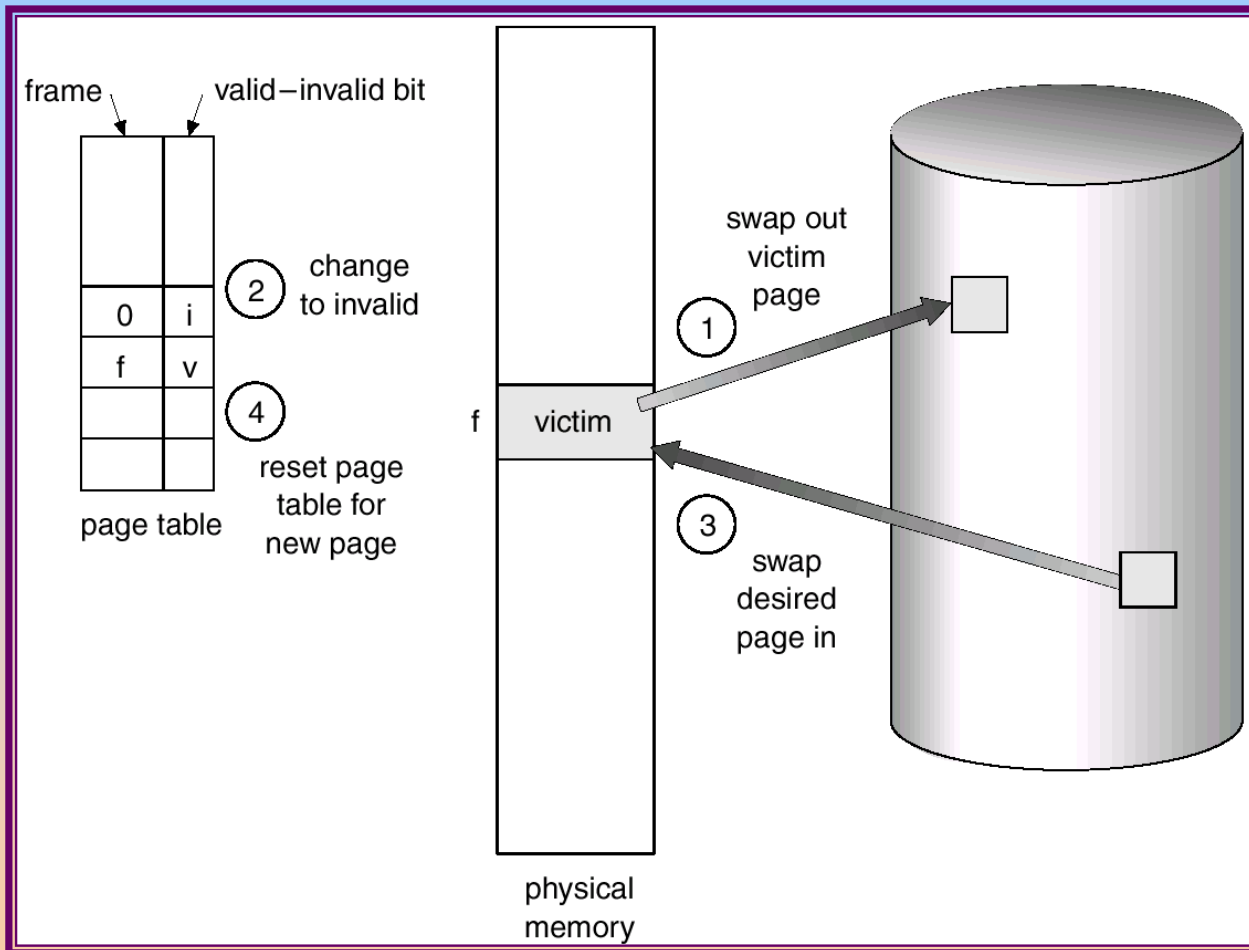 frame
valid–invalid bit
0
i
f
v
page table
2
change
to invalid
4
reset page
table for
new page
f
victim
physical
memory
1
swap out
victim
page
3
swap
desired
page in